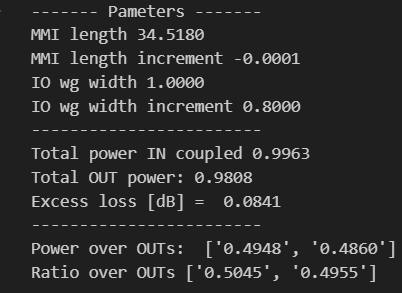 ------- Pameters -------
MMI length 34.5180
MMI length increment -0.0001
IO wg width 1.0000
IO wg width increment 0.8000
------------------------
Total power IN coupled 0.9963
Total OUT power: 0.9808
Excess loss [dB] =  0.0841
------------------------
Power over OUTs:  ['0.4948', '0.4860']
Ratio over OUTs ['0.5045', '0.4955']